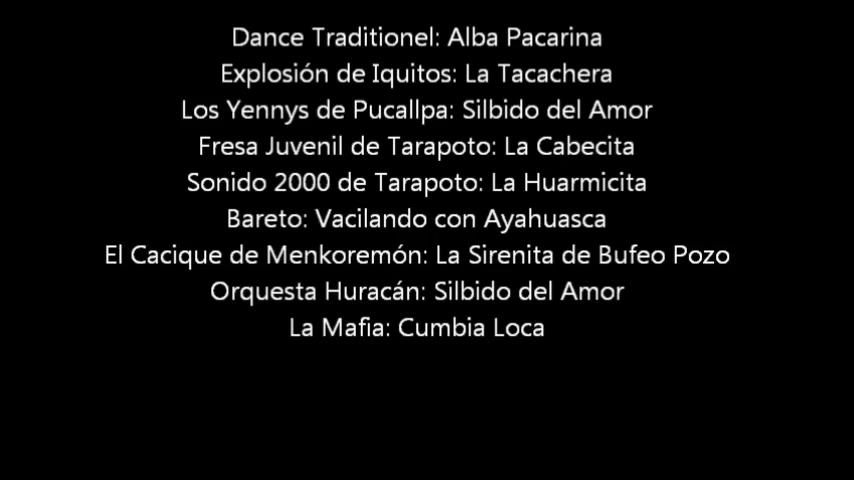 Dance Traditionel: Alba Pacarina
Explosión de Iquitos: La Tacachera
Los Yennys de Pucallpa: Silbido del Amor
Fresa Juvenil de Tarapoto: La Cabecita
Sonido 2000 de Tarapoto: La Huarmicita
Bareto: Vacilando con Ayahuasca
El Cacique de Menkoremón: La Sirenita de Bufeo Pozo
Orquesta Huracán: Silbido del Amor
La Mafia: Cumbia Loca